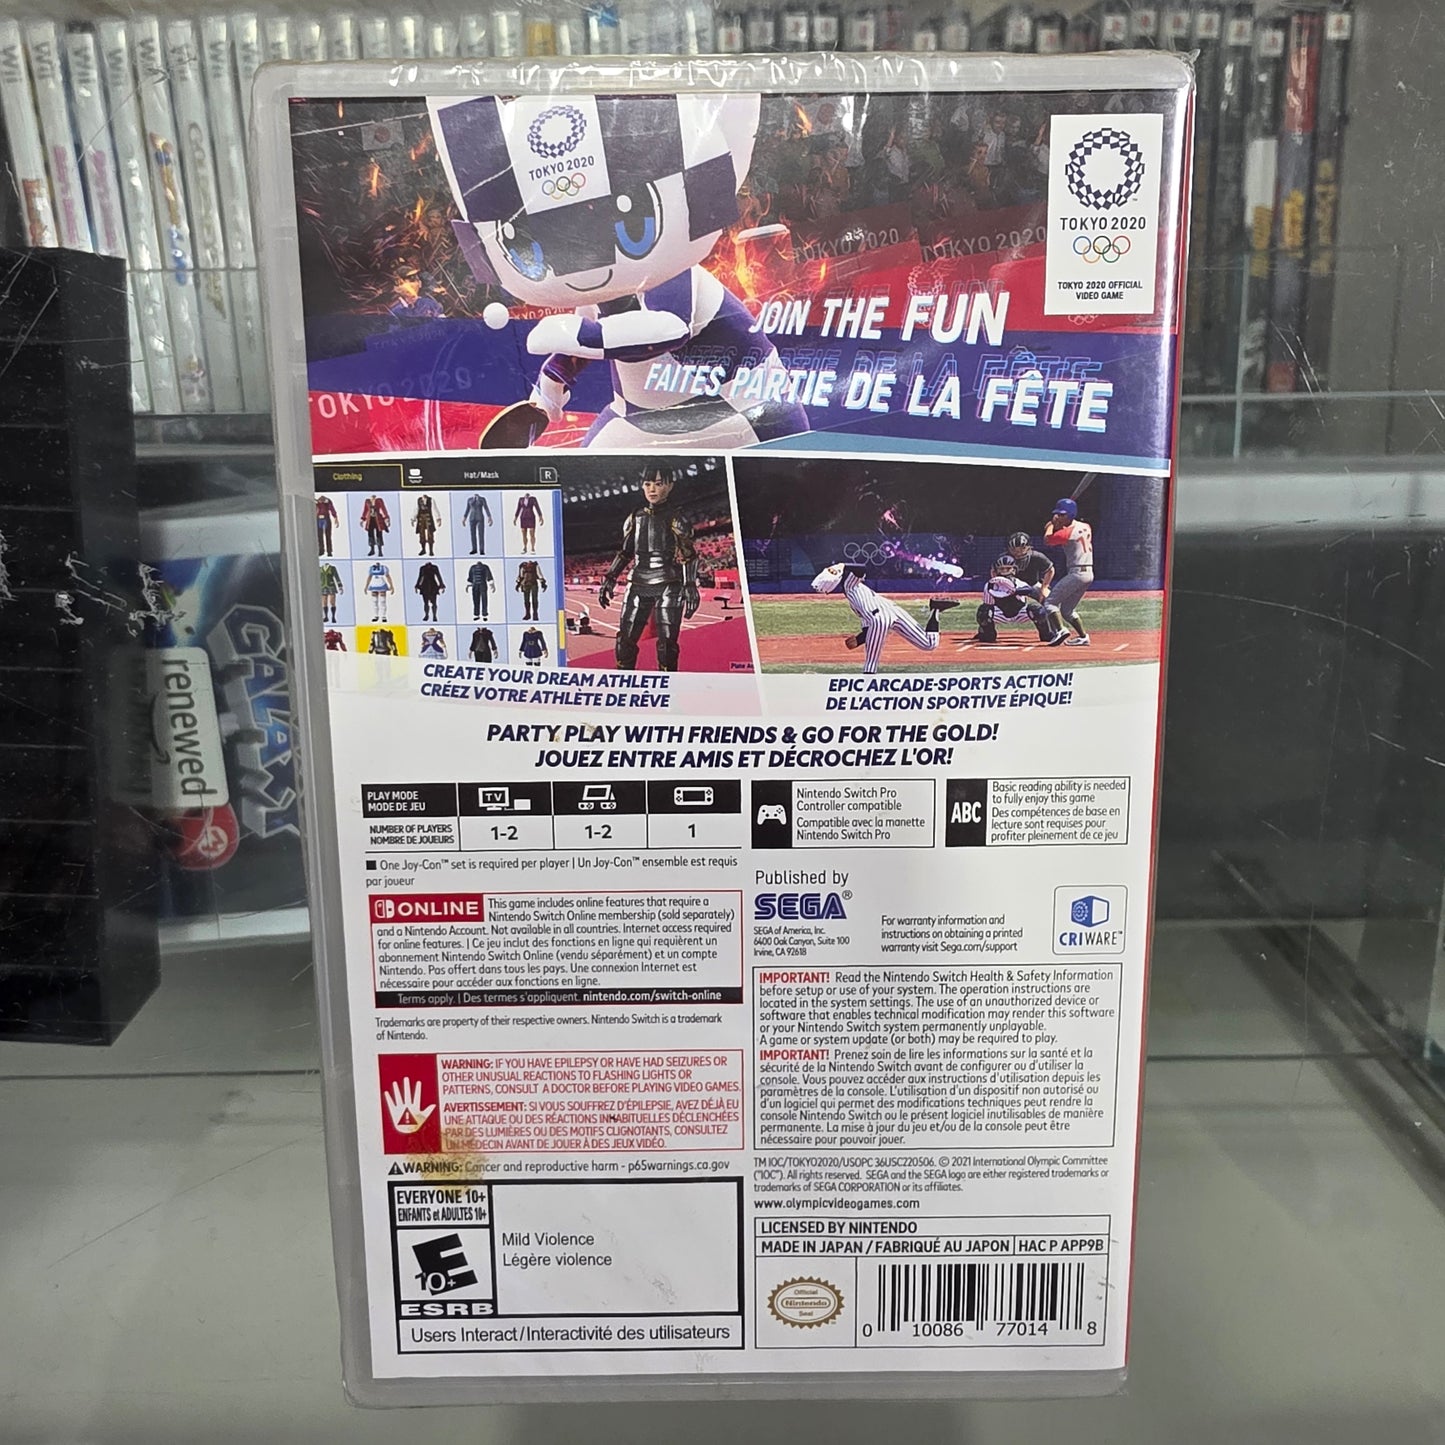 Wii Wii Wii Wii
TOKYO 2020
TOKYO 2020
TOKYO 2020 OFFICIAL
VIDEO GAME
TOKYO 2020 TOKYO 2020
JOIN THE FUN
FAITES PARTIE DE LA FÊTE
Clothing Hat/Mask R
CREATE YOUR DREAM ATHLETE
CRÉEZ VOTRE ATHLÈTE DE RÊVE
EPIC ARCADE-SPORTS ACTION!
DE L'ACTION SPORTIVE ÉPIQUE!
PARTY PLAY WITH FRIENDS & GO FOR THE GOLD!
JOUEZ ENTRE AMIS ET DÉCROCHEZ L'OR!
PLAY MODE
MODE DE JEU
TV
NUMBER OF PLAYERS
NOMBRE DE JOUEURS
1-2 1-2 1
Nintendo Switch Pro
Controller compatible
Compatible avec la manette
Nintendo Switch Pro
ABC
Basic reading ability is needed
to fully enjoy this game
Des compétences de base en
lecture sont requises pour
profiter pleinement de ce jeu
■ One Joy-Con™ set is required per player | Un Joy-Con™ ensemble est requis
par joueur
ONLINE
This game includes online features that require a
Nintendo Switch Online membership (sold separately)
and a Nintendo Account. Not available in all countries. Internet access required
for online features. | Ce jeu inclut des fonctions en ligne qui requièrent un
abonnement Nintendo Switch Online (vendu séparément) et un compte
Nintendo. Pas offert dans tous les pays. Une connexion Internet est
nécessaire pour accéder aux fonctions en ligne.
Terms apply. | Des termes s'appliquent. nintendo.com/switch-online
Trademarks are property of their respective owners. Nintendo Switch is a trademark
of Nintendo.
WARNING: IF YOU HAVE EPILEPSY OR HAVE HAD SEIZURES OR
OTHER UNUSUAL REACTIONS TO FLASHING LIGHTS OR
PATTERNS, CONSULT A DOCTOR BEFORE PLAYING VIDEO GAMES.
AVERTISSEMENT: SI VOUS SOUFFREZ D'ÉPILEPSIE, AVEZ DÉJÀ EU
UNE ATTAQUE OU DES RÉACTIONS INHABITUELLES DÉCLENCHÉES
PAR DES LUMIÈRES OU DES MOTIFS CLIGNOTANTS, CONSULTEZ
UN MÉDECIN AVANT DE JOUER À DES JEUX VIDÉO.
WARNING: Cancer and reproductive harm - p65warnings.ca.gov
EVERYONE 10+
ENFANTS et ADULTES 10+
E
10+
ESRB
Mild Violence
Légère violence
Users Interact/Interactivité des utilisateurs
Published by
SEGA®
SEGA of America, Inc.
6400 Oak Canyon, Suite 100
Irvine, CA 92618
For warranty information and
instructions on obtaining a printed
warranty visit Sega.com/support
CRIWARE™
IMPORTANT! Read the Nintendo Switch Health & Safety Information
before setup or use of your system. The operation instructions are
located in the system settings. The use of an unauthorized device or
software that enables technical modification may render this software
or your Nintendo Switch system permanently unplayable.
A game or system update (or both) may be required to play.
IMPORTANT! Prenez soin de lire les informations sur la santé et la
sécurité de la Nintendo Switch avant de configurer ou d'utiliser la
console. Vous pouvez accéder aux instructions d'utilisation depuis les
paramètres de la console. L'utilisation d'un dispositif non autorisé ou
d'un logiciel qui permet des modifications techniques peut rendre la
console Nintendo Switch ou le présent logiciel inutilisables de manière
permanente. La mise à jour du jeu et/ou de la console peut être
nécessaire pour pouvoir jouer.
TM IOC/TOKYO2020/USOPC 36USC220506. © 2021 International Olympic Committee
("IOC"). All rights reserved. SEGA and the SEGA logo are either registered trademarks or
trademarks of SEGA CORPORATION or its affiliates.
www.olympicvideogames.com
LICENSED BY NINTENDO
MADE IN JAPAN / FABRIQUÉ AU JAPON HAC P APP9B
Official
Nintendo
Seal
0 10086 77014 8
renewed
GALAXY